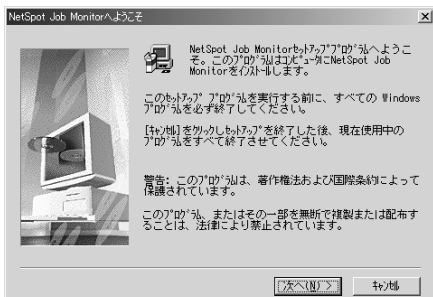 NetSpot Job Monitorへようこそ
NetSpot Job Monitorｾｯﾄｱｯﾌﾟﾌﾟﾛｸﾞﾗﾑへようこ
そ。このﾌﾟﾛｸﾞﾗﾑはｺﾝﾋﾟｭｰﾀにNetSpot Job
Monitorをｲﾝｽﾄｰﾙします。
このｾｯﾄｱｯﾌﾟ ﾌﾟﾛｸﾞﾗﾑを実行する前に、すべての Windows
ﾌﾟﾛｸﾞﾗﾑを必ず終了してください。
[ｷｬﾝｾﾙ]をｸﾘｯｸしｾｯﾄｱｯﾌﾟを終了した後、現在使用中の
ﾌﾟﾛｸﾞﾗﾑをすべて終了させてください。
警告: このﾌﾟﾛｸﾞﾗﾑは、著作権法および国際条約によって
保護されています。
このﾌﾟﾛｸﾞﾗﾑ、またはその一部を無断で複製または配布す
ることは、法律により禁止されています。
次へ(N) >
ｷｬﾝｾﾙ